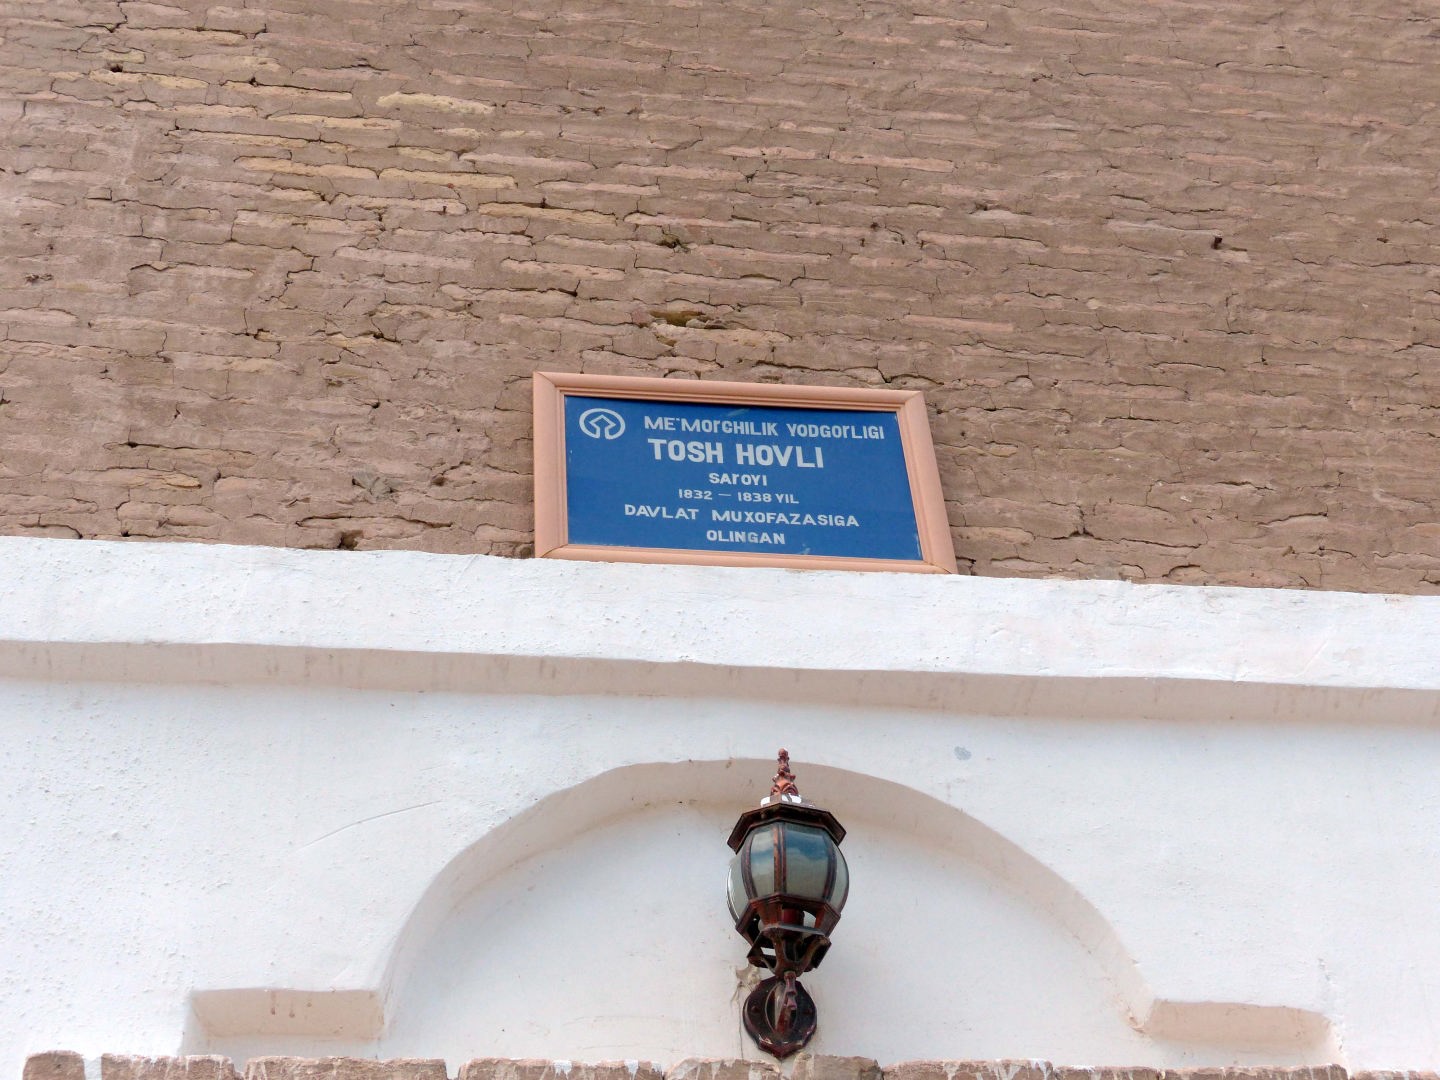 ME'MOrCHILIK YODGOrLIGI
TOSH HOVLI
SArOYI
1832 — 1838 YIL
DAVLAT MUXOFAZASIGA
OLINGAN